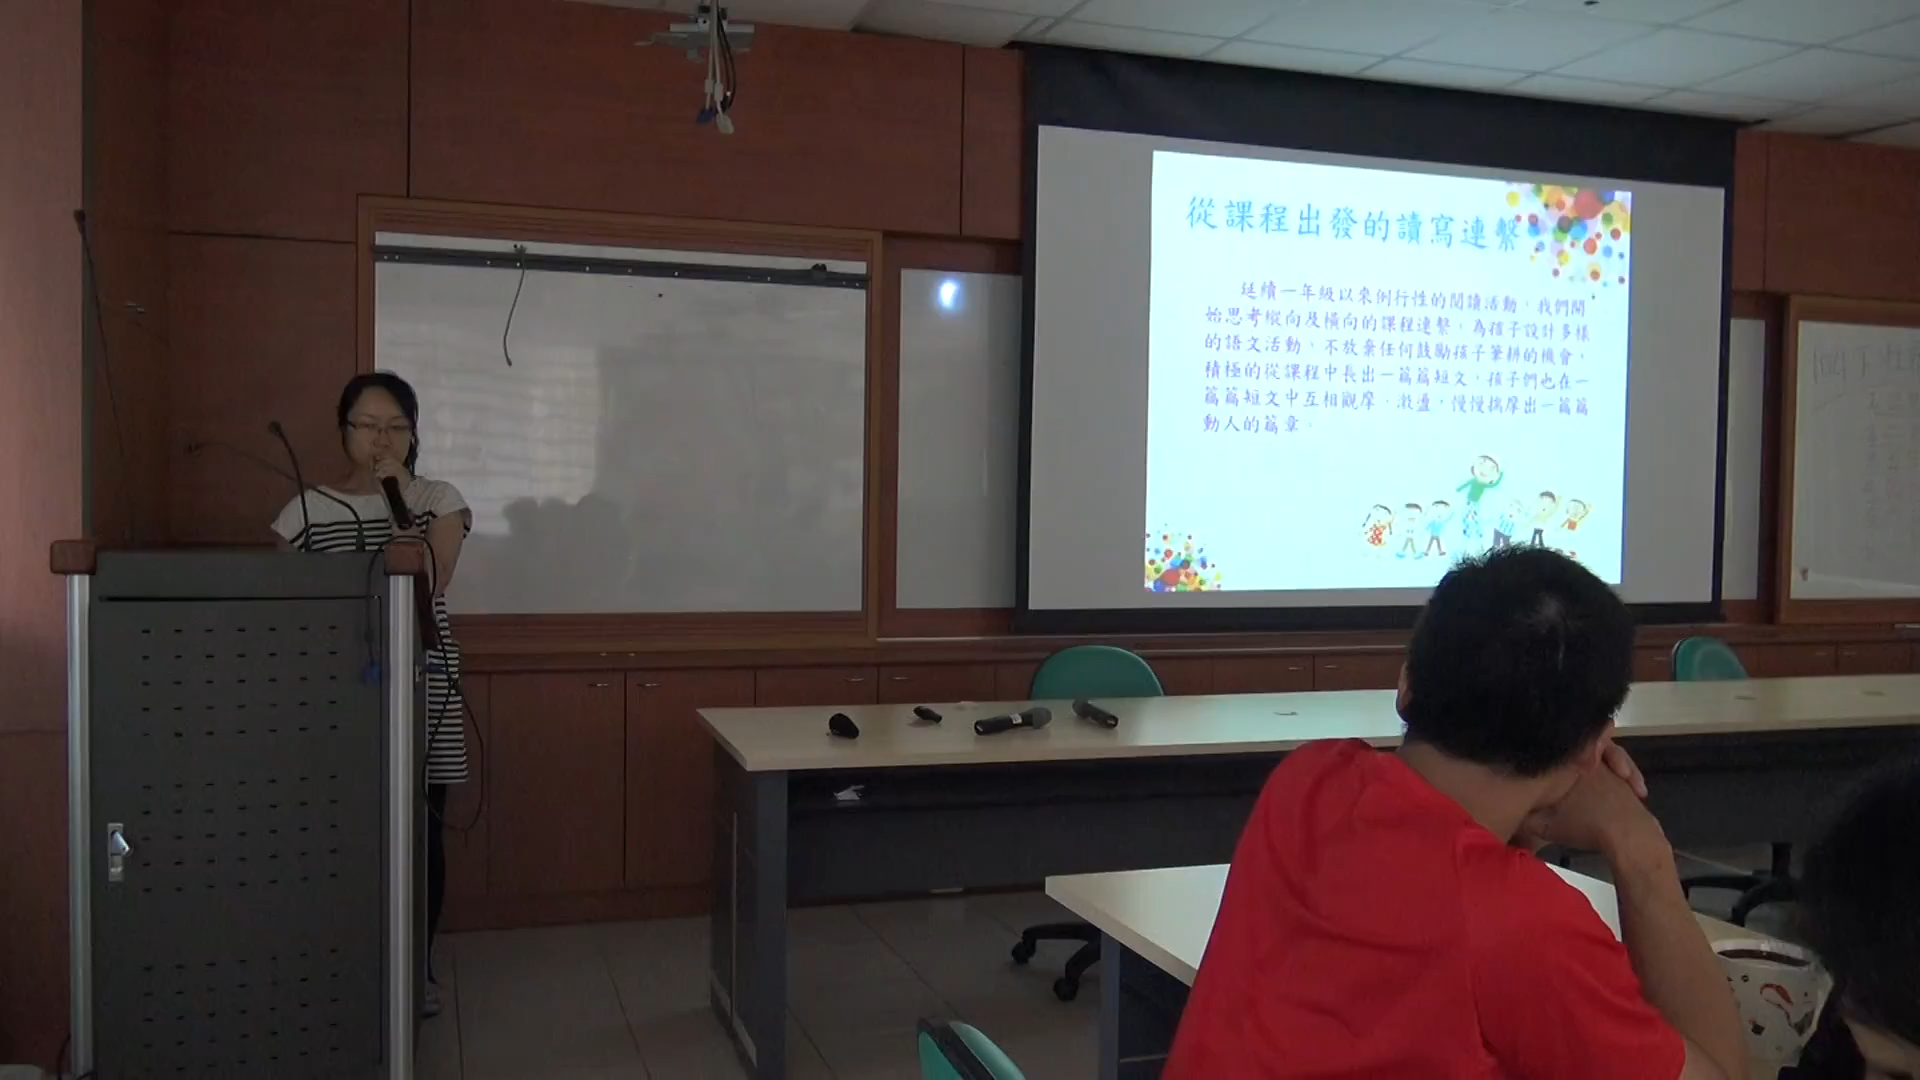 從課程出發的讀寫連繫
延續一年級以來例行性的閱讀活動，我們開
始思考縱向及橫向的課程連繫，為孩子設計多樣
的語文活動，不放棄任何鼓勵孩子筆耕的機會，
積極的從課程中長出一篇篇短文，孩子們也在一
篇篇短文中互相觀摩、激盪，慢慢揣摩出一篇篇
動人的篇章。